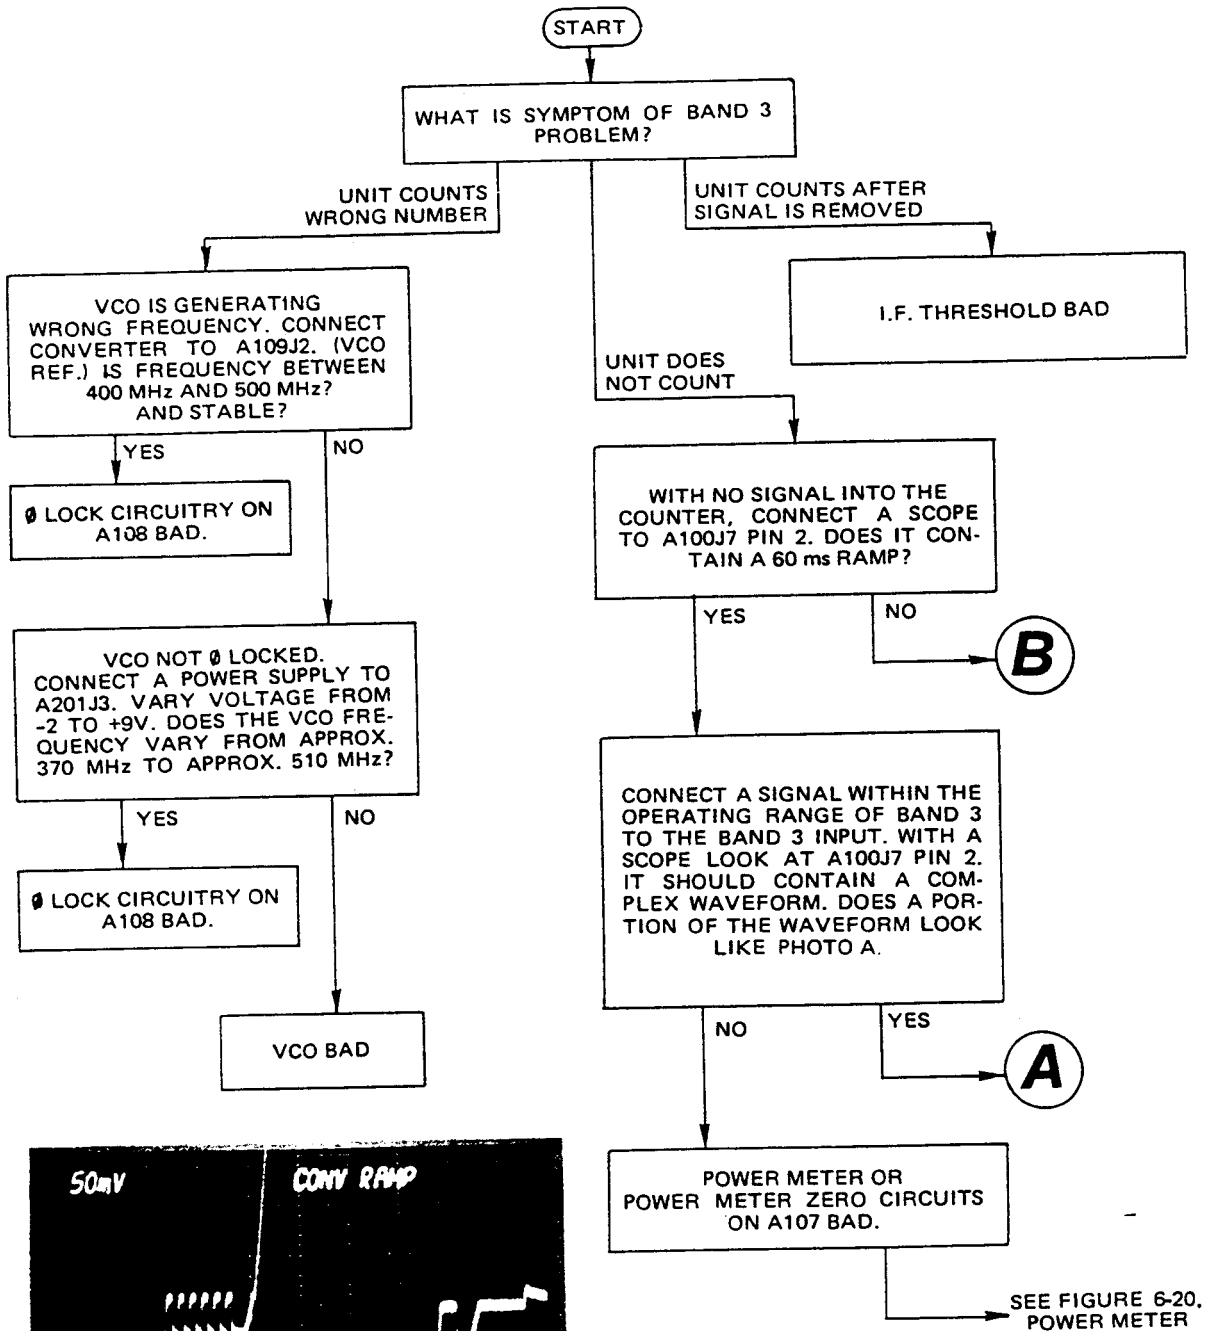 START
WHAT IS SYMPTOM OF BAND 3
PROBLEM?
UNIT COUNTS
WRONG NUMBER
UNIT COUNTS AFTER
SIGNAL IS REMOVED
VCO IS GENERATING
WRONG FREQUENCY. CONNECT
CONVERTER TO A109J2. (VCO
REF.) IS FREQUENCY BETWEEN
400 MHz AND 500 MHz?
AND STABLE?
I.F. THRESHOLD BAD
UNIT DOES
NOT COUNT
YES
NO
Ø LOCK CIRCUITRY ON
A108 BAD.
WITH NO SIGNAL INTO THE
COUNTER, CONNECT A SCOPE
TO A100J7 PIN 2. DOES IT CON-
TAIN A 60 ms RAMP?
YES
NO
B
VCO NOT Ø LOCKED.
CONNECT A POWER SUPPLY TO
A201J3. VARY VOLTAGE FROM
-2 TO +9V. DOES THE VCO FRE-
QUENCY VARY FROM APPROX.
370 MHz TO APPROX. 510 MHz?
YES
NO
Ø LOCK CIRCUITRY ON
A108 BAD.
VCO BAD
CONNECT A SIGNAL WITHIN THE
OPERATING RANGE OF BAND 3
TO THE BAND 3 INPUT. WITH A
SCOPE LOOK AT A100J7 PIN 2.
IT SHOULD CONTAIN A COM-
PLEX WAVEFORM. DOES A POR-
TION OF THE WAVEFORM LOOK
LIKE PHOTO A.
NO
YES
A
50mV
CONV RAMP
POWER METER OR
POWER METER ZERO CIRCUITS
ON A107 BAD.
SEE FIGURE 6-20,
POWER METER